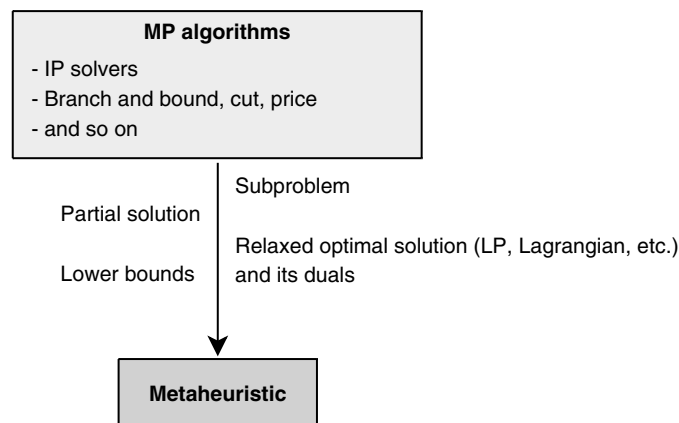 MP algorithms
- IP solvers
- Branch and bound, cut, price
- and so on
Subproblem
Partial solution
Relaxed optimal solution (LP, Lagrangian, etc.)
Lower bounds
and its duals
Metaheuristic